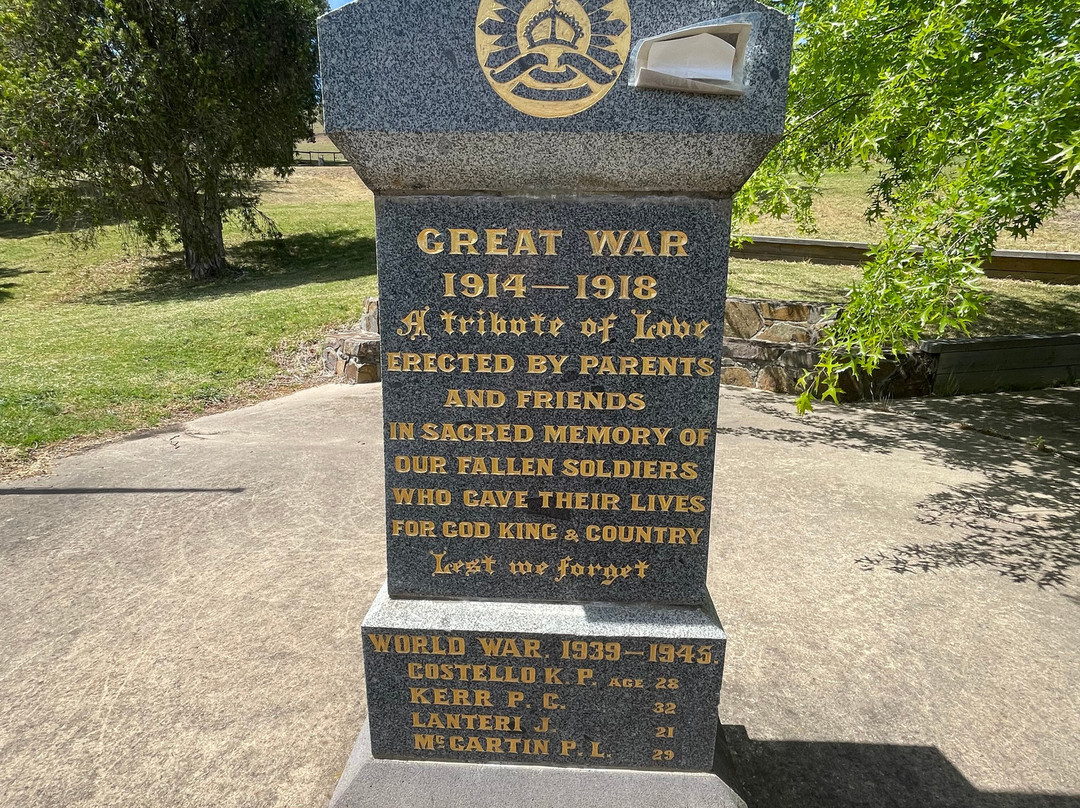 GREAT WAR
1914—1918
A tribute of Love
ERECTED BY PARENTS
AND FRIENDS
IN SACRED MEMORY OF
OUR FALLEN SOLDIERS
WHO GAVE THEIR LIVES
FOR GOD KING & COUNTRY
Lest we forget
WORLD WAR 1939—1945
COSTELLO K. P. AGE 28
KERR P. C. 32
LANTERI J. 21
McCARTIN P. L. 29